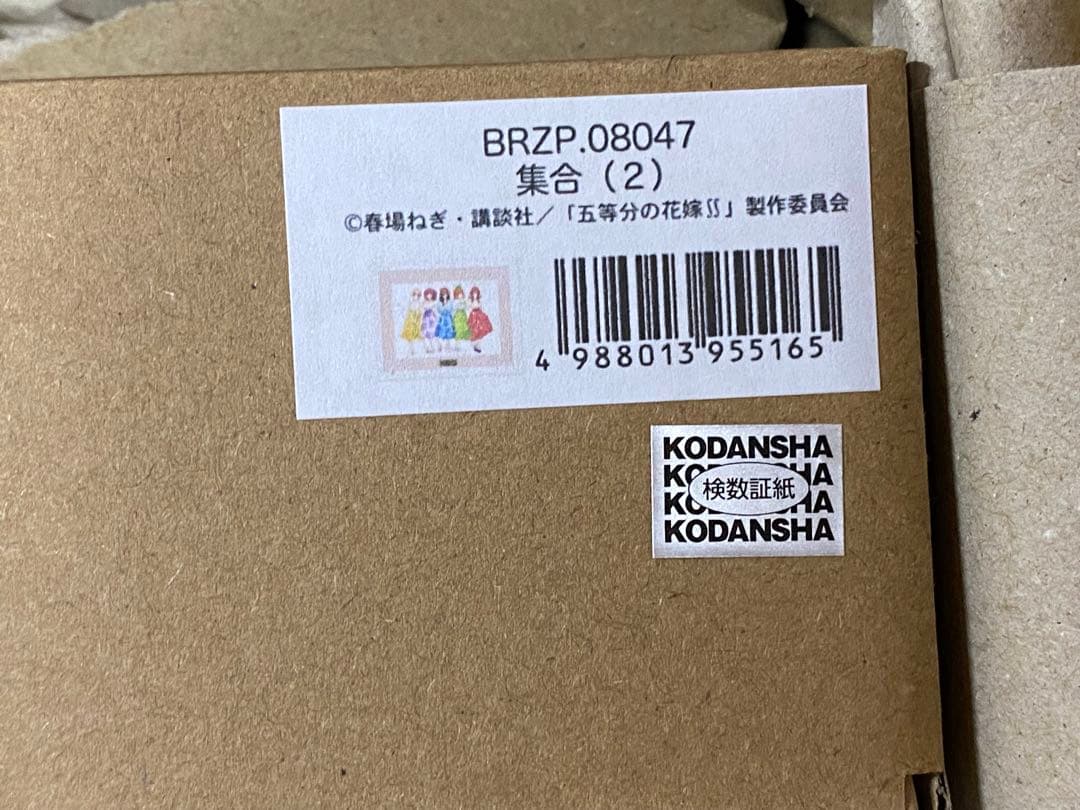 BRZP.08047
集合（2）
©春場ねぎ・講談社／「五等分の花嫁∬」製作委員会
4 988013 955165
KODANSHA
検数証紙
KODANSHA